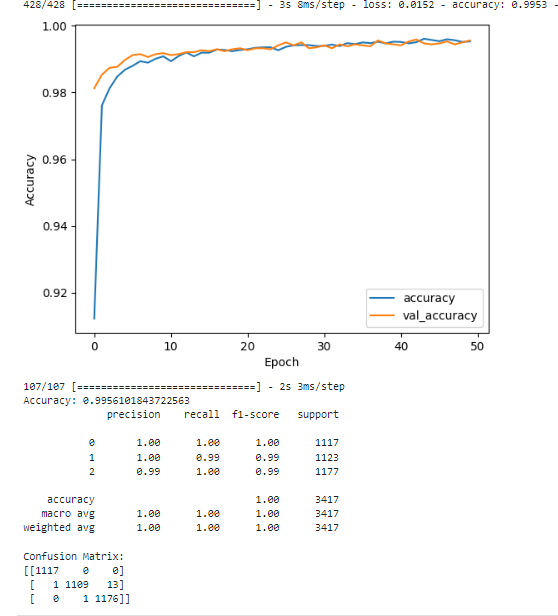 428/428 [==============================] - 3s 8ms/step - loss: 0.0152 - accuracy: 0.9953 -
1.00
0.98
0.96
0.94
0.92
Accuracy
accuracy
val_accuracy
0 10 20 30 40 50
Epoch
107/107 [==============================] - 2s 3ms/step
Accuracy: 0.9956101843722563
precision recall f1-score support
0 1.00 1.00 1.00 1117
1 1.00 0.99 0.99 1123
2 0.99 1.00 0.99 1177
accuracy 1.00 3417
macro avg 1.00 1.00 1.00 3417
weighted avg 1.00 1.00 1.00 3417
Confusion Matrix:
[[1117 0 0]
[ 1 1109 13]
[ 0 1 1176]]